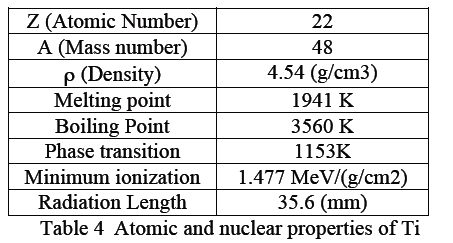 Z (Atomic Number) 22
A (Mass number) 48
ρ (Density) 4.54 (g/cm3)
Melting point 1941 K
Boiling Point 3560 K
Phase transition 1153K
Minimum ionization 1.477 MeV/(g/cm2)
Radiation Length 35.6 (mm)
Table 4 Atomic and nuclear properties of Ti